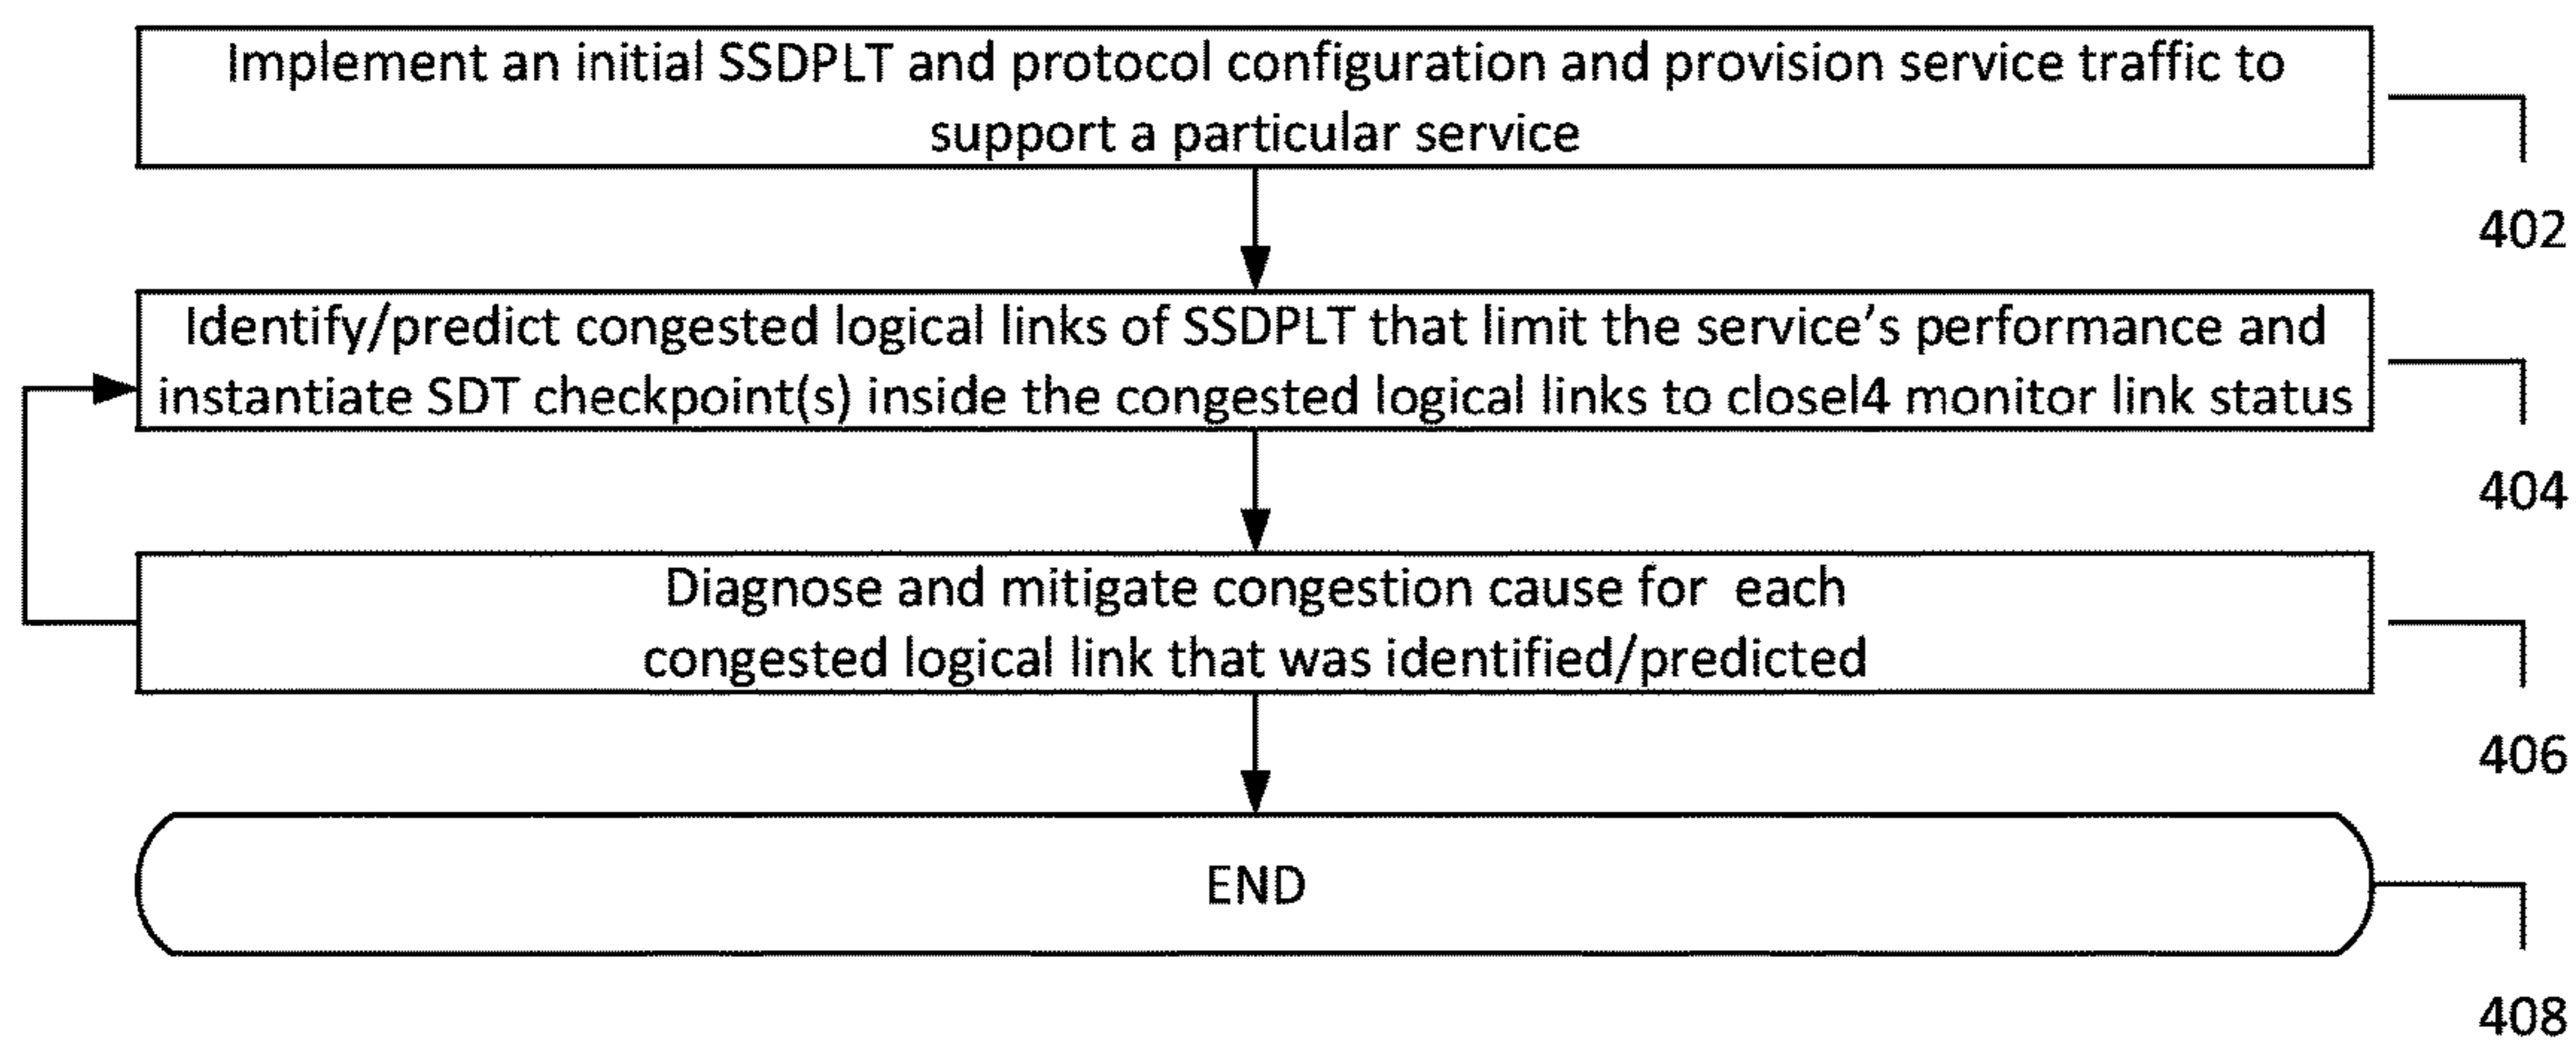 Implement an initial SSDPLT and protocol configuration and provision service traffic to
support a particular service
402
Identify/predict congested logical links of SSDPLT that limit the service's performance and
instantiate SDT checkpoint(s) inside the congested logical links to closel4 monitor link status
404
Diagnose and mitigate congestion cause for each
congested logical link that was identified/predicted
406
END
408